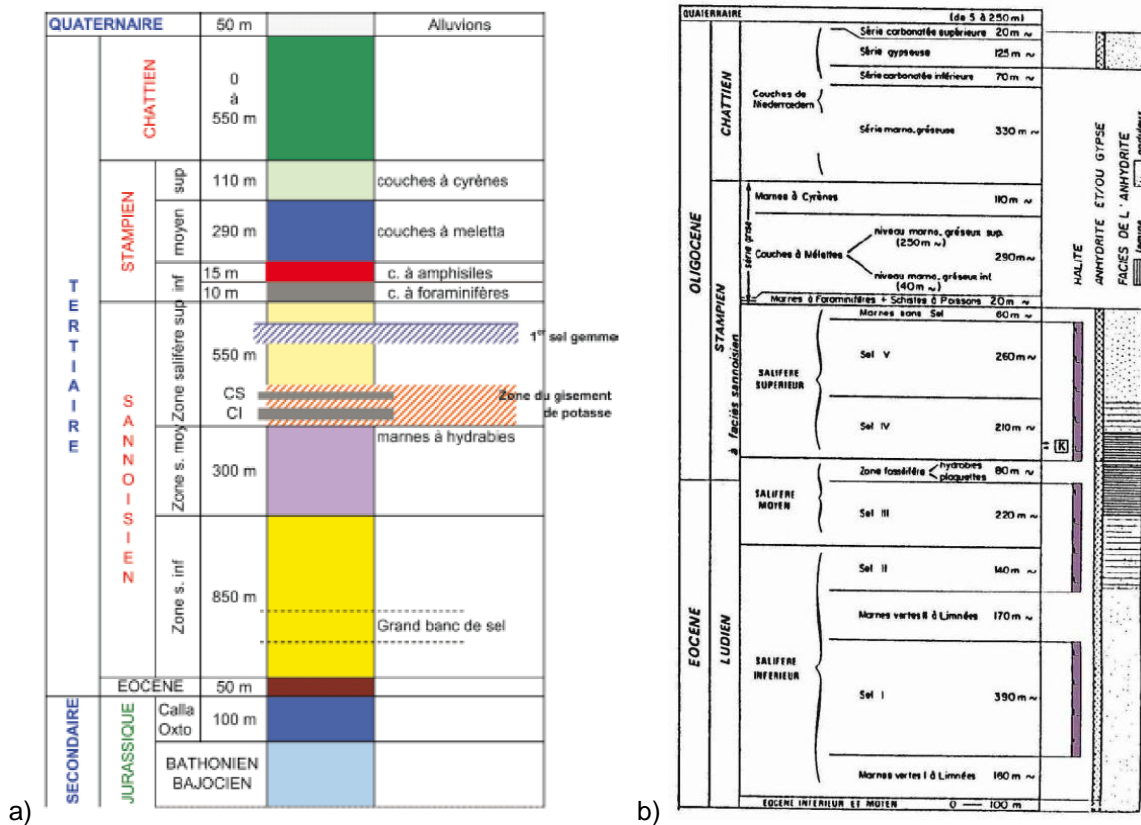 QUATERNAIRE 50 m Alluvions
TERTIAIRE
CHATTIEN
0
à
550 m
STAMPIEN
sup
110 m couches à cyrènes
moyen
290 m couches à meletta
inf
15 m c. à amphisiles
10 m c. à foraminifères
SANNOISIEN
Zone salifère sup
550 m
1er sel gemme
CS
CI
Zone du gisement
de potasse
Zone s. moy
300 m
marnes à hydrabies
Zone s. inf
850 m
Grand banc de sel
EOCENE 50 m
SECONDAIRE
JURASSIQUE
Calla
Oxto
100 m
BATHONIEN
BAJOCIEN
a)
QUATERNAIRE (de 5 à 250 m)
OLIGOCENE
CHATTIEN
Couches de
Niederrœdern
Série carbonatée supérieure 20 m ~
Série gypseuse 125 m ~
Série carbonatée inférieure 70 m ~
Série marno.gréseuse 330 m ~
STAMPIEN
à faciès sannoisien
série grise
Marnes à Cyrènes 110 m ~
Couches à Mélettes 290 m ~
niveau marno.gréseux sup.
(250 m ~)
niveau marno.gréseux inf.
(40 m ~)
Marnes à Foraminifères + Schistes à Poissons 20 m ~
SALIFERE
SUPERIEUR
Marnes sans Sel 60 m ~
Sel V 260 m ~
Sel IV 210 m ~
K
SALIFERE
MOYEN
Zone fossilifère hydrobies
plaquettes
80 m ~
EOCENE
LUDIEN
Sel III 220 m ~
SALIFERE
INFERIEUR
Sel II 140 m ~
Marnes vertes II à Limnées 170 m ~
Sel I 390 m ~
Marnes vertes I à Limnées 160 m ~
EOCENE INFERIEUR ET MOYEN 0 — 100 m
HALITE
ANHYDRITE ET/OU GYPSE
FACIES DE L'ANHYDRITE
b)